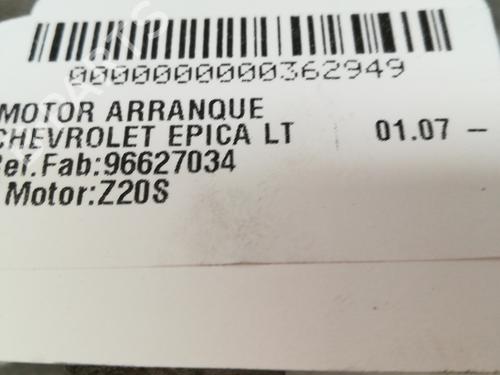 0000000000362949
MOTOR ARRANQUE
CHEVROLET EPICA LT 01.07 -
Ref.Fab:96627034
Motor:Z20S